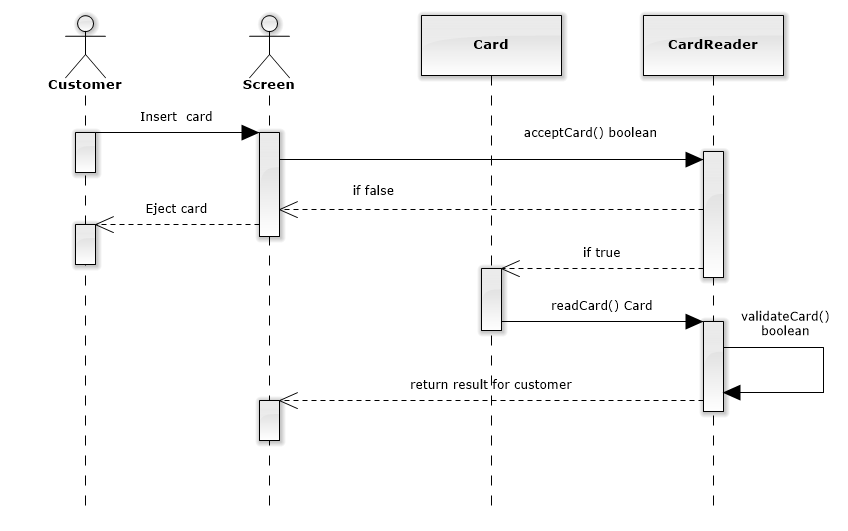 Card
CardReader
Customer
Screen
Insert card
acceptCard() boolean
if false
Eject card
if true
readCard() Card
validateCard()
boolean
return result for customer